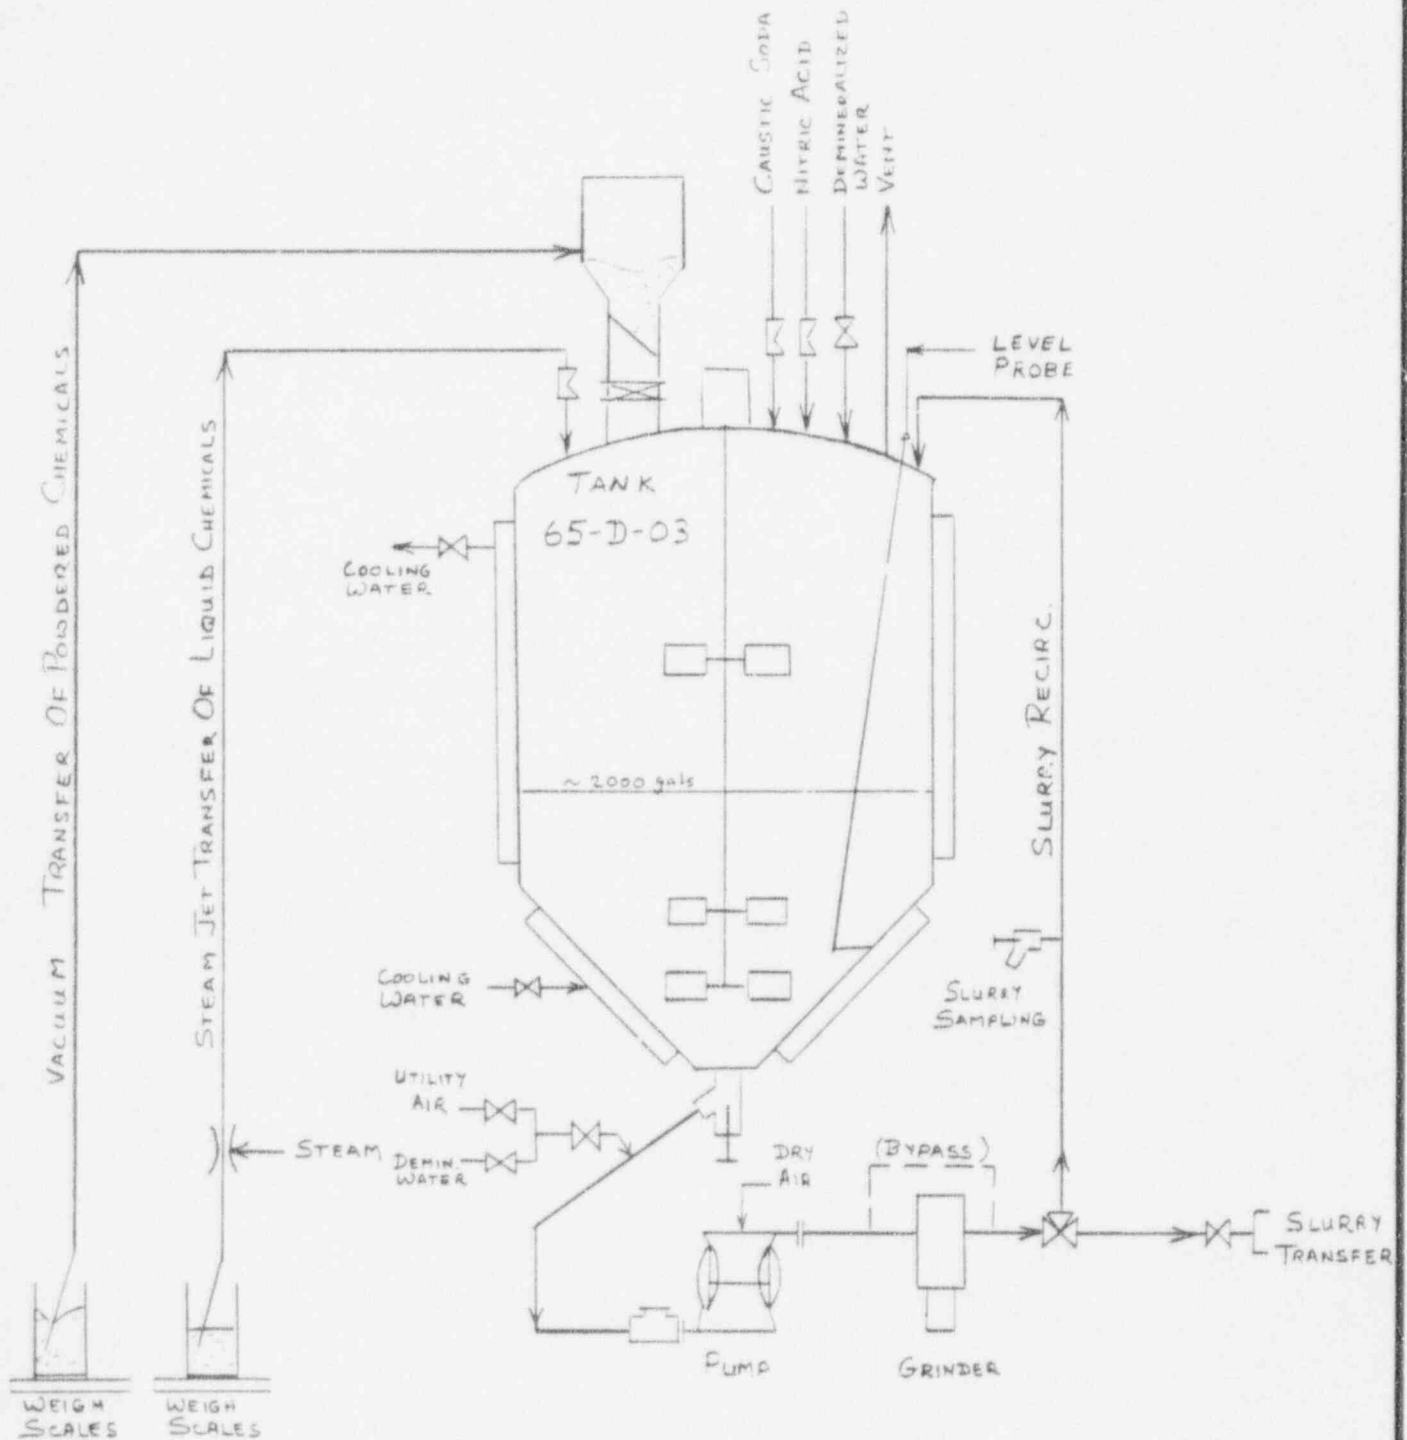 CAUSTIC SODA
NITRIC ACID
DEMINERALIZED
WATER
VENT
LEVEL
PROBE
VACUUM TRANSFER OF POWDERED CHEMICALS
STEAM JET TRANSFER OF LIQUID CHEMICALS
TANK
65-D-03
COOLING
WATER
SLURRY RECIRC.
~ 2000 gals
COOLING
WATER
SLURRY
SAMPLING
UTILITY
AIR
STEAM
DEMIN.
WATER
DRY
AIR
(BYPASS)
SLURRY
TRANSFER
PUMP
GRINDER
WEIGH
SCALES
WEIGH
SCALES